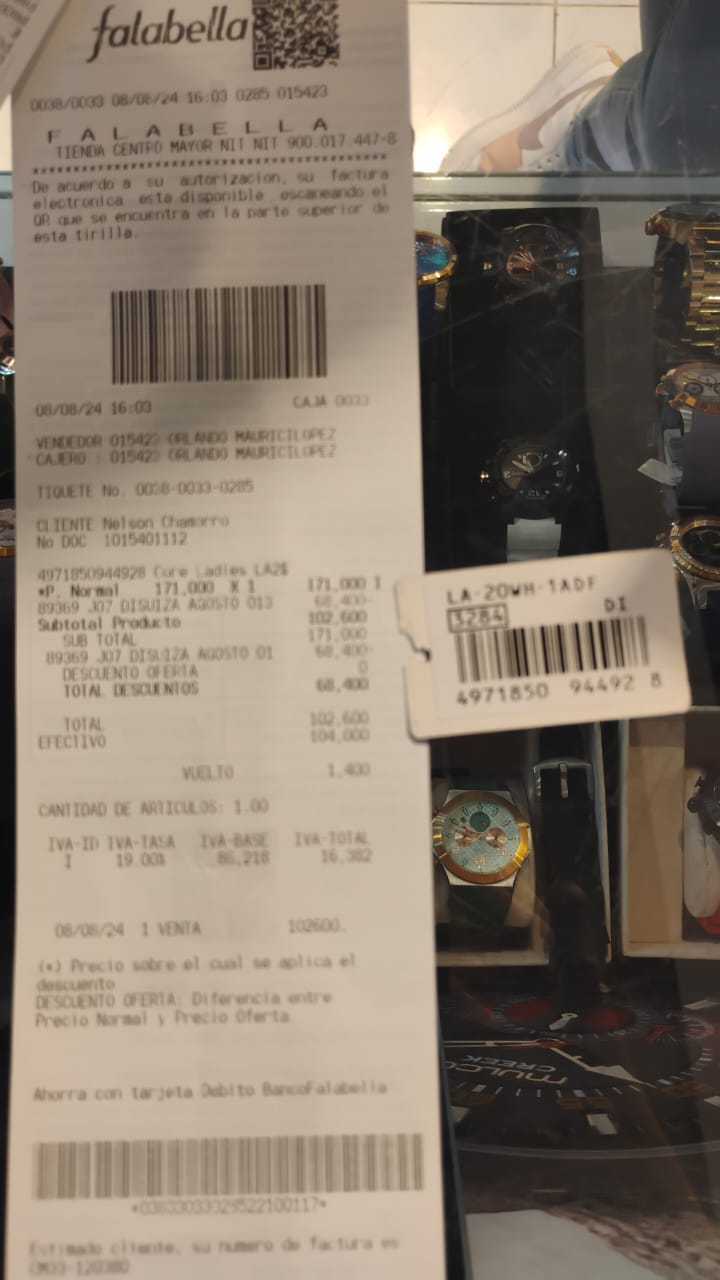 falabella
0038/0033 08/08/24 16:03 0285 015423
F A L A B E L L A
TIENDA CENTRO MAYOR NIT NIT 900.017.447-8
****************************************
De acuerdo a su autorizacion, su factura
electronica esta disponible escaneando el
QR que se encuentra en la parte superior de
esta tirilla.
08/08/24 16:03 CAJA 0033
VENDEDOR 015423 ORLANDO MAURICILOPEZ
CAJERO : 015423 ORLANDO MAURICILOPEZ
TIQUETE No. 0038-0033-0285
CLIENTE Nelson Chamorro
No DOC 1015401112
4971850944928 Core Ladies LA2$
*P. Normal 171,000 X 1 171,000 I
89369 J07 DISUIZA AGOSTO 013 68,400-
Subtotal Producto 102,600
SUB TOTAL 171,000
89369 J07 DISUIZA AGOSTO 01 68,400-
DESCUENTO OFERTA 0
TOTAL DESCUENTOS 68,400
TOTAL 102,600
EFECTIVO 104,000
VUELTO 1,400
CANTIDAD DE ARTICULOS: 1.00
IVA-ID IVA-TASA IVA-BASE IVA-TOTAL
I 19.00% 86,218 16,382
08/08/24 1 VENTA 102600.
(*) Precio sobre el cual se aplica el
descuento
DESCUENTO OFERTA: Diferencia entre
Precio Normal y Precio Oferta.
Ahorra con tarjeta Debito BancoFalabella
Estimado cliente, su numero de factura es
LA-20WH-1ADF
3284 DI
4971850 94492 8
MULCO
CREEK